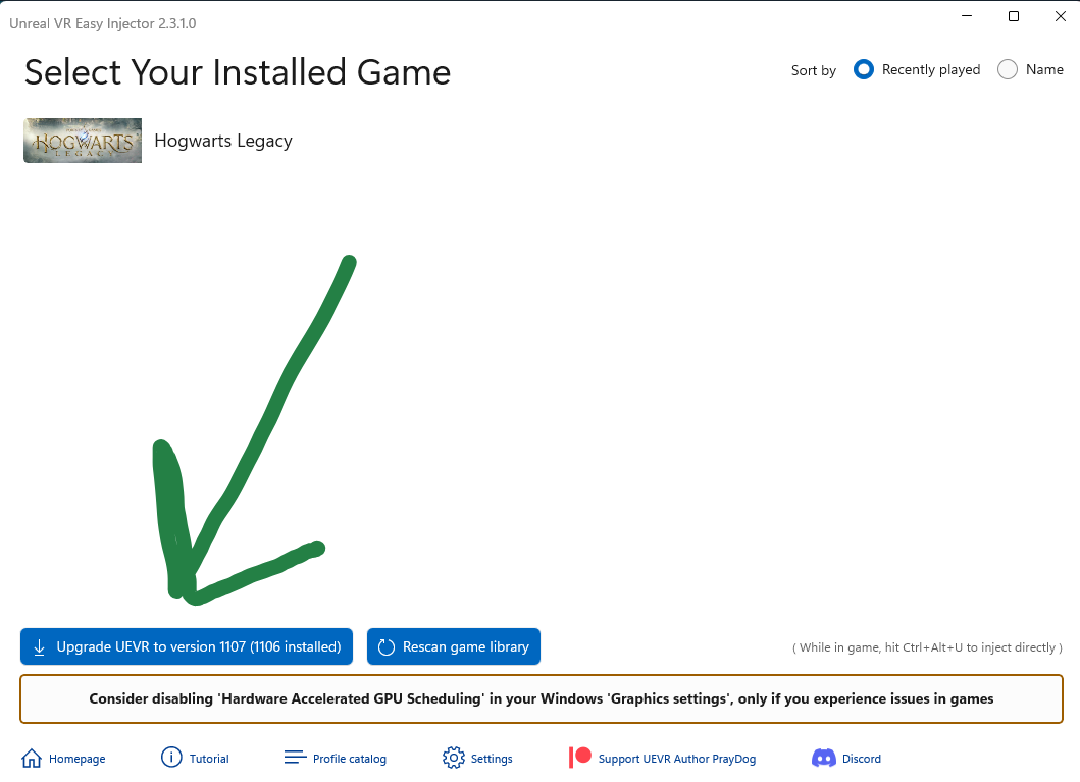 Unreal VR Easy Injector 2.3.1.0
Select Your Installed Game
Sort by Recently played Name
HOGWARTS
LEGACY
Hogwarts Legacy
Upgrade UEVR to version 1107 (1106 installed) Rescan game library ( While in game, hit Ctrl+Alt+U to inject directly )
Consider disabling 'Hardware Accelerated GPU Scheduling' in your Windows 'Graphics settings', only if you experience issues in games
Homepage Tutorial Profile catalog Settings Support UEVR Author PrayDog Discord